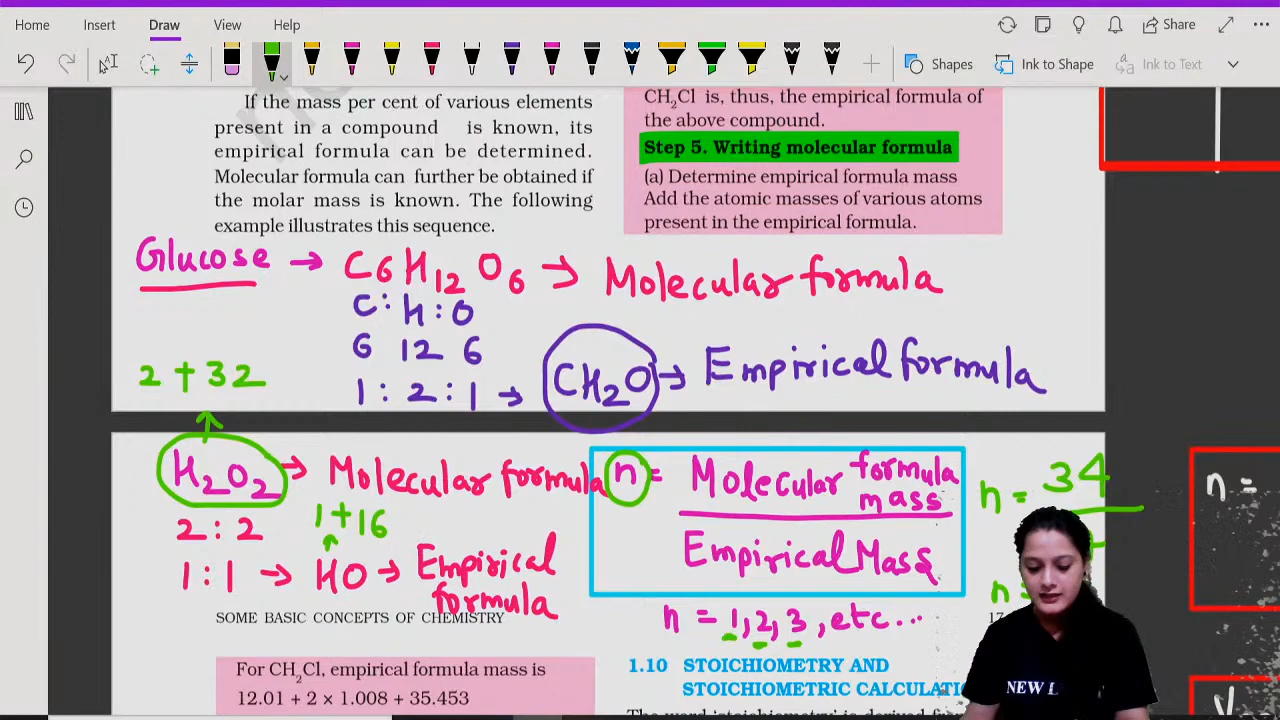 Home Insert Draw View Help
Share
Shapes Ink to Shape Ink to Text
If the mass per cent of various elements
present in a compound is known, its
empirical formula can be determined.
Molecular formula can further be obtained if
the molar mass is known. The following
example illustrates this sequence.
CH₂Cl is, thus, the empirical formula of
the above compound.
Step 5. Writing molecular formula
(a) Determine empirical formula mass
Add the atomic masses of various atoms
present in the empirical formula.
Glucose → C6H12O6 → Molecular formula
C : H : O
6 12 6
1 : 2 : 1 → CH2O → Empirical formula
2 + 32
H2O2 → Molecular formula
2 : 2
1+16
1 : 1 → HO → Empirical
formula
n = Molecular formula
mass
Empirical Mass
n = 1, 2, 3, etc...
n = 34
n =
n =
SOME BASIC CONCEPTS OF CHEMISTRY
17
For CH₂Cl, empirical formula mass is
12.01 + 2 × 1.008 + 35.453
1.10 STOICHIOMETRY AND
STOICHIOMETRIC
The word 'stoichiometry' is derived
NEW